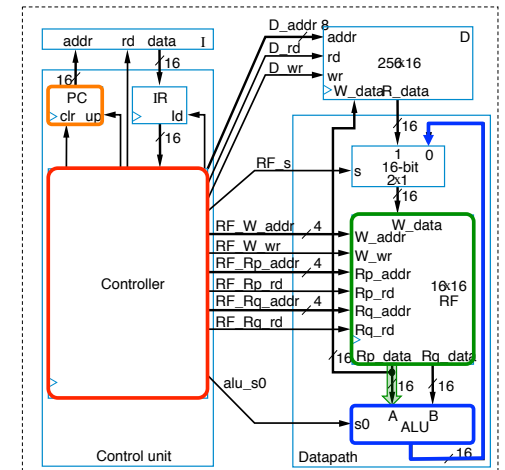 D_addr 8
D_rd
D_wr
addr rd data I
16 16
PC IR
clr up ld
16
addr D
rd
256x16
wr
W_data R_data
16
1 0
RF_s s 16-bit
2x1
16
Controller
RF_W_addr 4
RF_W_wr
RF_Rp_addr 4
RF_Rp_rd
RF_Rq_addr 4
RF_Rq_rd
W_data
W_addr
W_wr
Rp_addr
Rp_rd 16x16
Rq_addr RF
Rq_rd
Rp_data Rq_data
16 16 16
alu_s0
A B
s0 ALU
16
Control unit
Datapath